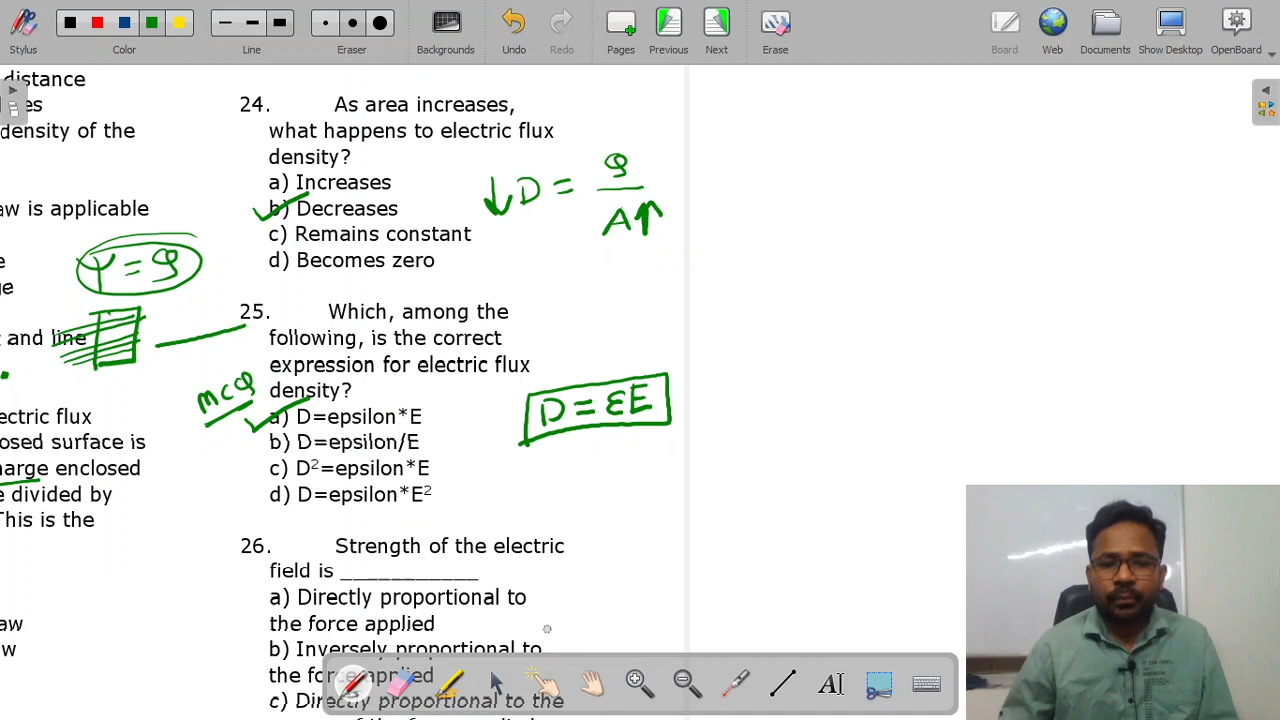 Stylus
Color
Line
Eraser
Backgrounds
Undo
Redo
Pages
Previous
Next
Erase
Board
Web
Documents
Show Desktop
OpenBoard
distance
es
density of the
aw is applicable
e
ψ = Q
ge
t and line
ectric flux
osed surface is
harge enclosed
e divided by
This is the
aw
w
24. As area increases,
what happens to electric flux
density?
a) Increases
b) Decreases
c) Remains constant
d) Becomes zero
↓D = Q
A↑
25. Which, among the
following, is the correct
expression for electric flux
density?
mcQ
a) D=epsilon*E
b) D=epsilon/E
c) D²=epsilon*E
d) D=epsilon*E²
D = εE
26. Strength of the electric
field is ___________
a) Directly proportional to
the force applied
b) Inversely proportional to
the force applied
c) Directly proportional to the